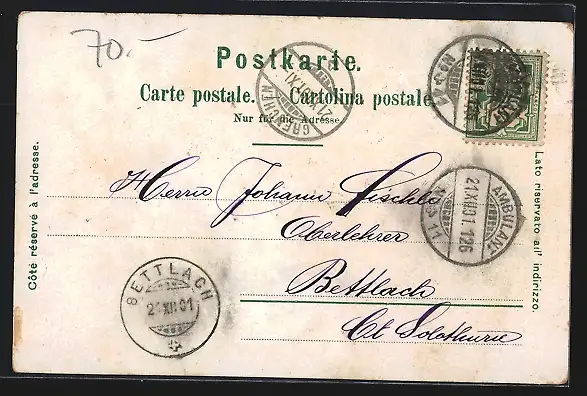 70.-
Postkarte.
Carte postale. Cartolina postale.
Nur für die Adresse.
Côté réservé à l'adresse.
Lato riservato all' indirizzo.
Herrn Johann Fischli
Oberlehrer
Bettlach
Ct. Solothurn
GRENCHEN
AMBULANT
21.XII.01.126
BETTLACH
21.XII.01